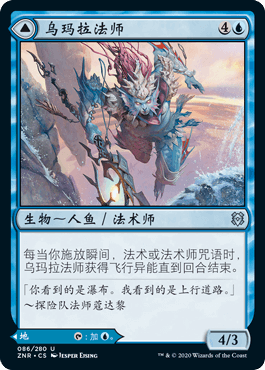 乌玛拉法师 4
生物～人鱼 / 法术师
每当你施放瞬间,法术或法术师咒语时,
乌玛拉法师获得飞行异能直到回合结束。
「你看到的是瀑布。我看到的是上行道路。」
～探险队法师蔻达黎
地 :加 。
4/3
086/280 U
ZNR • CS JESPER EJSING
™ & © 2020 Wizards of the Coast